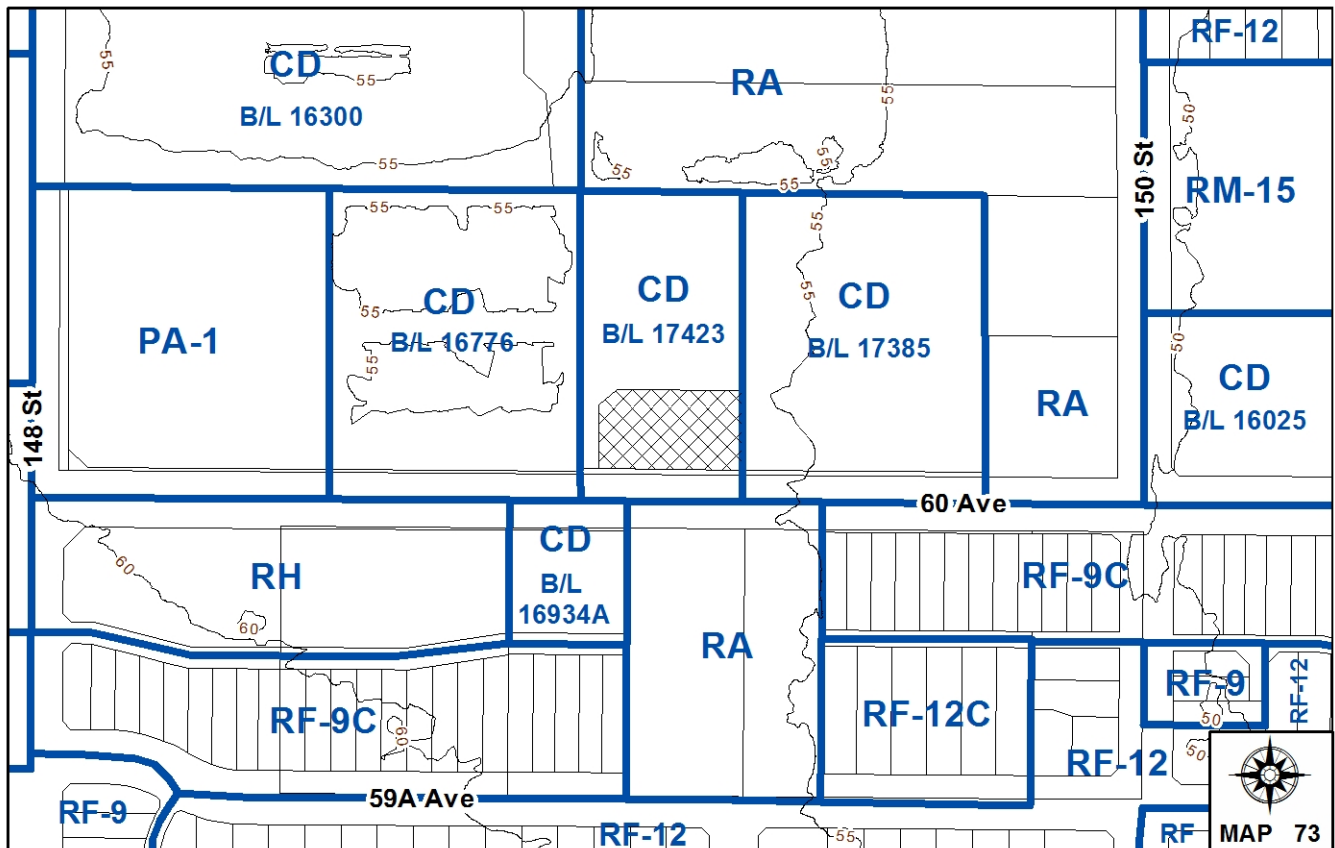 RF-12
CD
B/L 16300
55
55
55
RA
55
55
55
55
50
150 St
RM-15
PA-1
55
55
CD
B/L 16776
55
55
CD
B/L 17423
55
55
CD
B/L 17385
RA
50
CD
B/L 16025
148 St
60 Ave
RH
60
60
CD
B/L
16934A
RA
RF-9C
RF-9C
60
RF-12C
RF-9
50
RF-12
RF-12
50
59A Ave
RF-9
RF-12
55
RF
MAP 73